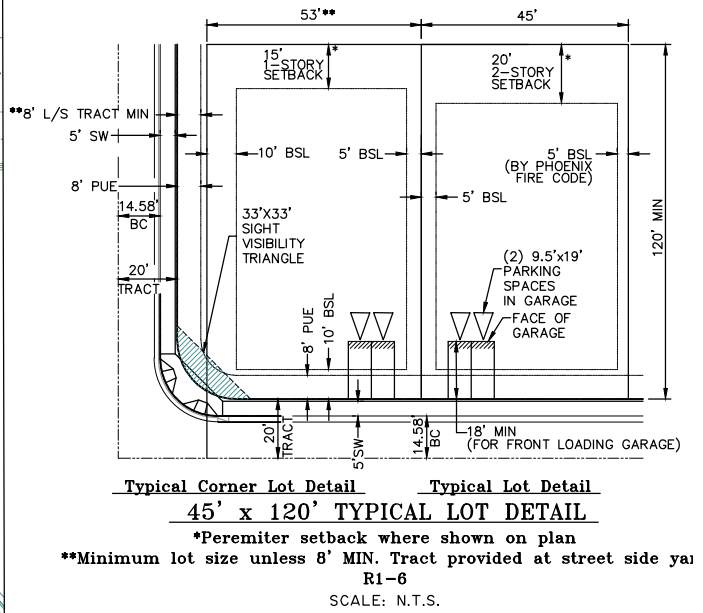 53'**
45'
15'
*
1-STORY
SETBACK
20'
*
2-STORY
SETBACK
**8' L/S TRACT MIN
5' SW
10' BSL
5' BSL
5' BSL
(BY PHOENIX
FIRE CODE)
8' PUE
5' BSL
14.58'
BC
33'X33'
SIGHT
VISIBILITY
TRIANGLE
120' MIN
20'
TRACT
(2) 9.5'x19'
PARKING
SPACES
IN GARAGE
FACE OF
GARAGE
8' PUE
10' BSL
20'
TRACT
5'SW
14.58'
BC
18' MIN
(FOR FRONT LOADING GARAGE)
Typical Corner Lot Detail
Typical Lot Detail
45' x 120' TYPICAL LOT DETAIL
*Peremiter setback where shown on plan
**Minimum lot size unless 8' MIN. Tract provided at street side yar
R1-6
SCALE: N.T.S.